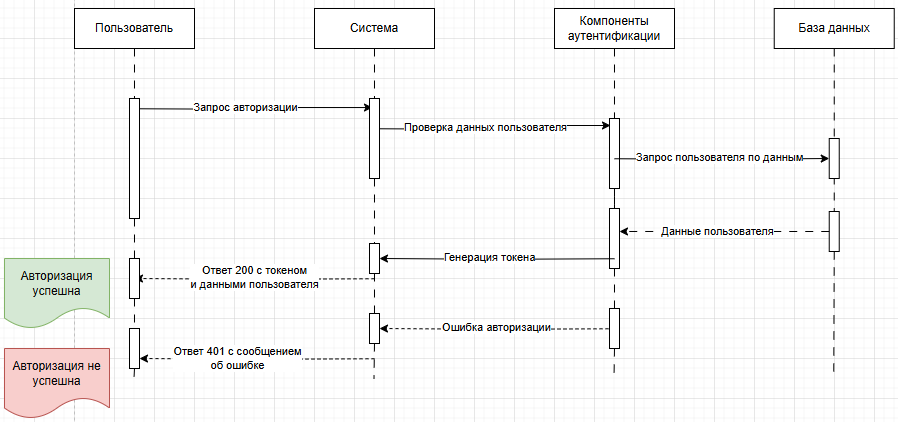 Пользователь
Система
Компоненты
аутентификации
База данных
Запрос авторизации
Проверка данных пользователя
Запрос пользователя по данным
Данные пользователя
Генерация токена
Авторизация
успешна
Ответ 200 с токеном
и данными пользователя
Ошибка авторизации
Авторизация не
успешна
Ответ 401 с сообщением
об ошибке